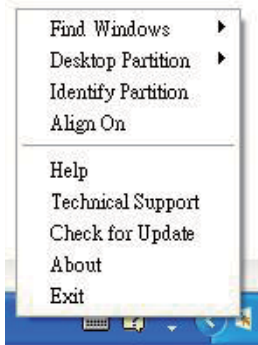 Find Windows
Desktop Partition
Identify Partition
Align On
Help
Technical Support
Check for Update
About
Exit